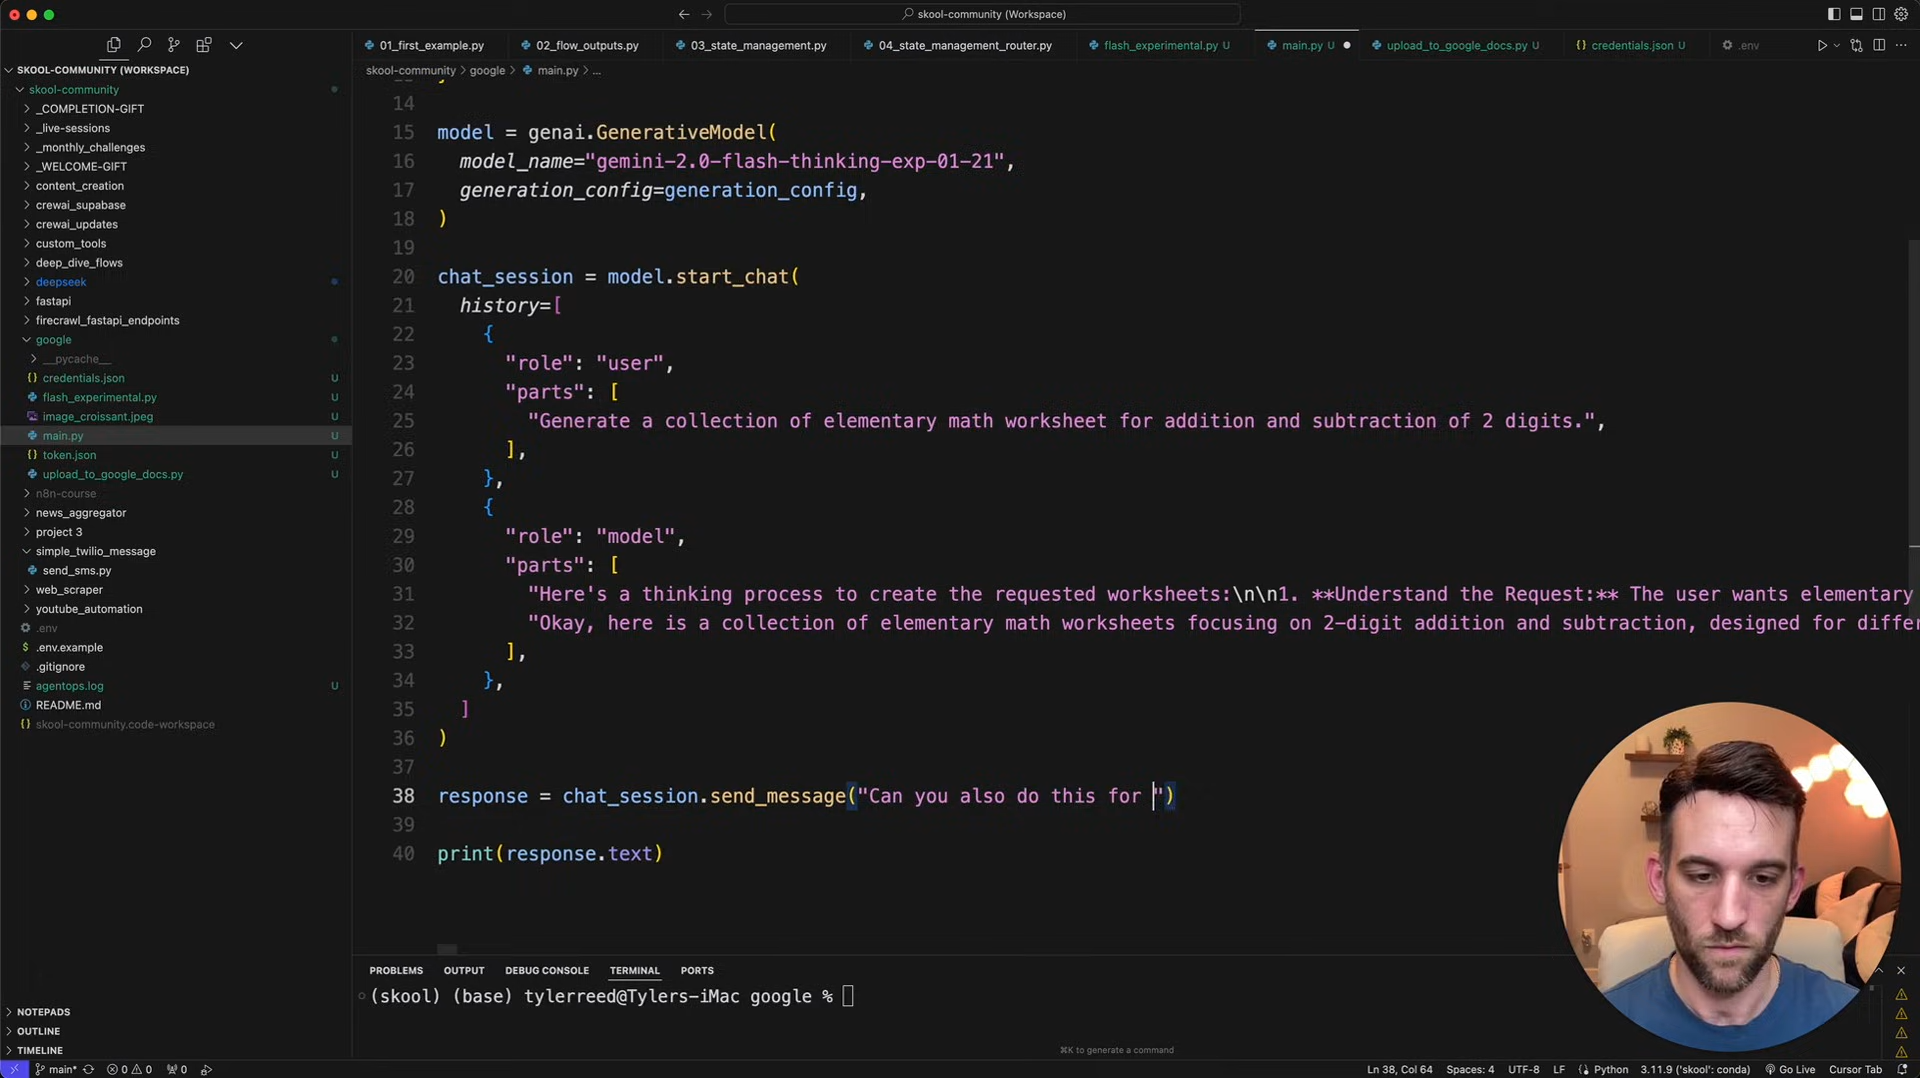 skool-community (Workspace)
01_first_example.py
02_flow_outputs.py
03_state_management.py
04_state_management_router.py
flash_experimental.py U
main.py U
upload_to_google_docs.py U
credentials.json U
.env
SKOOL-COMMUNITY (WORKSPACE)
skool-community
_COMPLETION-GIFT
_live-sessions
_monthly_challenges
_WELCOME-GIFT
content_creation
crewai_supabase
crewai_updates
custom_tools
deep_dive_flows
deepseek
fastapi
firecrawl_fastapi_endpoints
google
__pycache__
credentials.json U
flash_experimental.py U
image_croissant.jpeg U
main.py U
token.json U
upload_to_google_docs.py U
n8n-course
news_aggregator
project 3
simple_twilio_message
send_sms.py
web_scraper
youtube_automation
.env
.env.example
.gitignore
agentops.log U
README.md
skool-community.code-workspace
NOTEPADS
OUTLINE
TIMELINE
skool-community > google > main.py > ...
14
15 model = genai.GenerativeModel(
16 model_name="gemini-2.0-flash-thinking-exp-01-21",
17 generation_config=generation_config,
18 )
19
20 chat_session = model.start_chat(
21 history=[
22 {
23 "role": "user",
24 "parts": [
25 "Generate a collection of elementary math worksheet for addition and subtraction of 2 digits.",
26 ],
27 },
28 {
29 "role": "model",
30 "parts": [
31 "Here's a thinking process to create the requested worksheets:\n\n1. **Understand the Request:** The user wants elementary
32 "Okay, here is a collection of elementary math worksheets focusing on 2-digit addition and subtraction, designed for differ
33 ],
34 },
35 ]
36 )
37
38 response = chat_session.send_message("Can you also do this for ")
39
40 print(response.text)
PROBLEMS OUTPUT DEBUG CONSOLE TERMINAL PORTS
(skool) (base) tylerreed@Tylers-iMac google %
⌘K to generate a command
main* 0 0 0
Ln 38, Col 64 Spaces: 4 UTF-8 LF Python 3.11.9 ('skool': conda) Go Live Cursor Tab